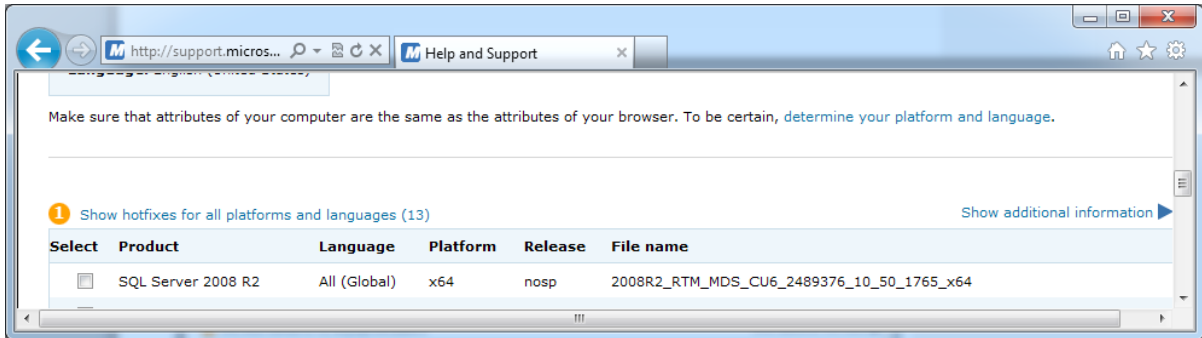 http://support.micros...
Help and Support
Make sure that attributes of your computer are the same as the attributes of your browser. To be certain, determine your platform and language.
1 Show hotfixes for all platforms and languages (13)
Show additional information
Select Product Language Platform Release File name
SQL Server 2008 R2 All (Global) x64 nosp 2008R2_RTM_MDS_CU6_2489376_10_50_1765_x64